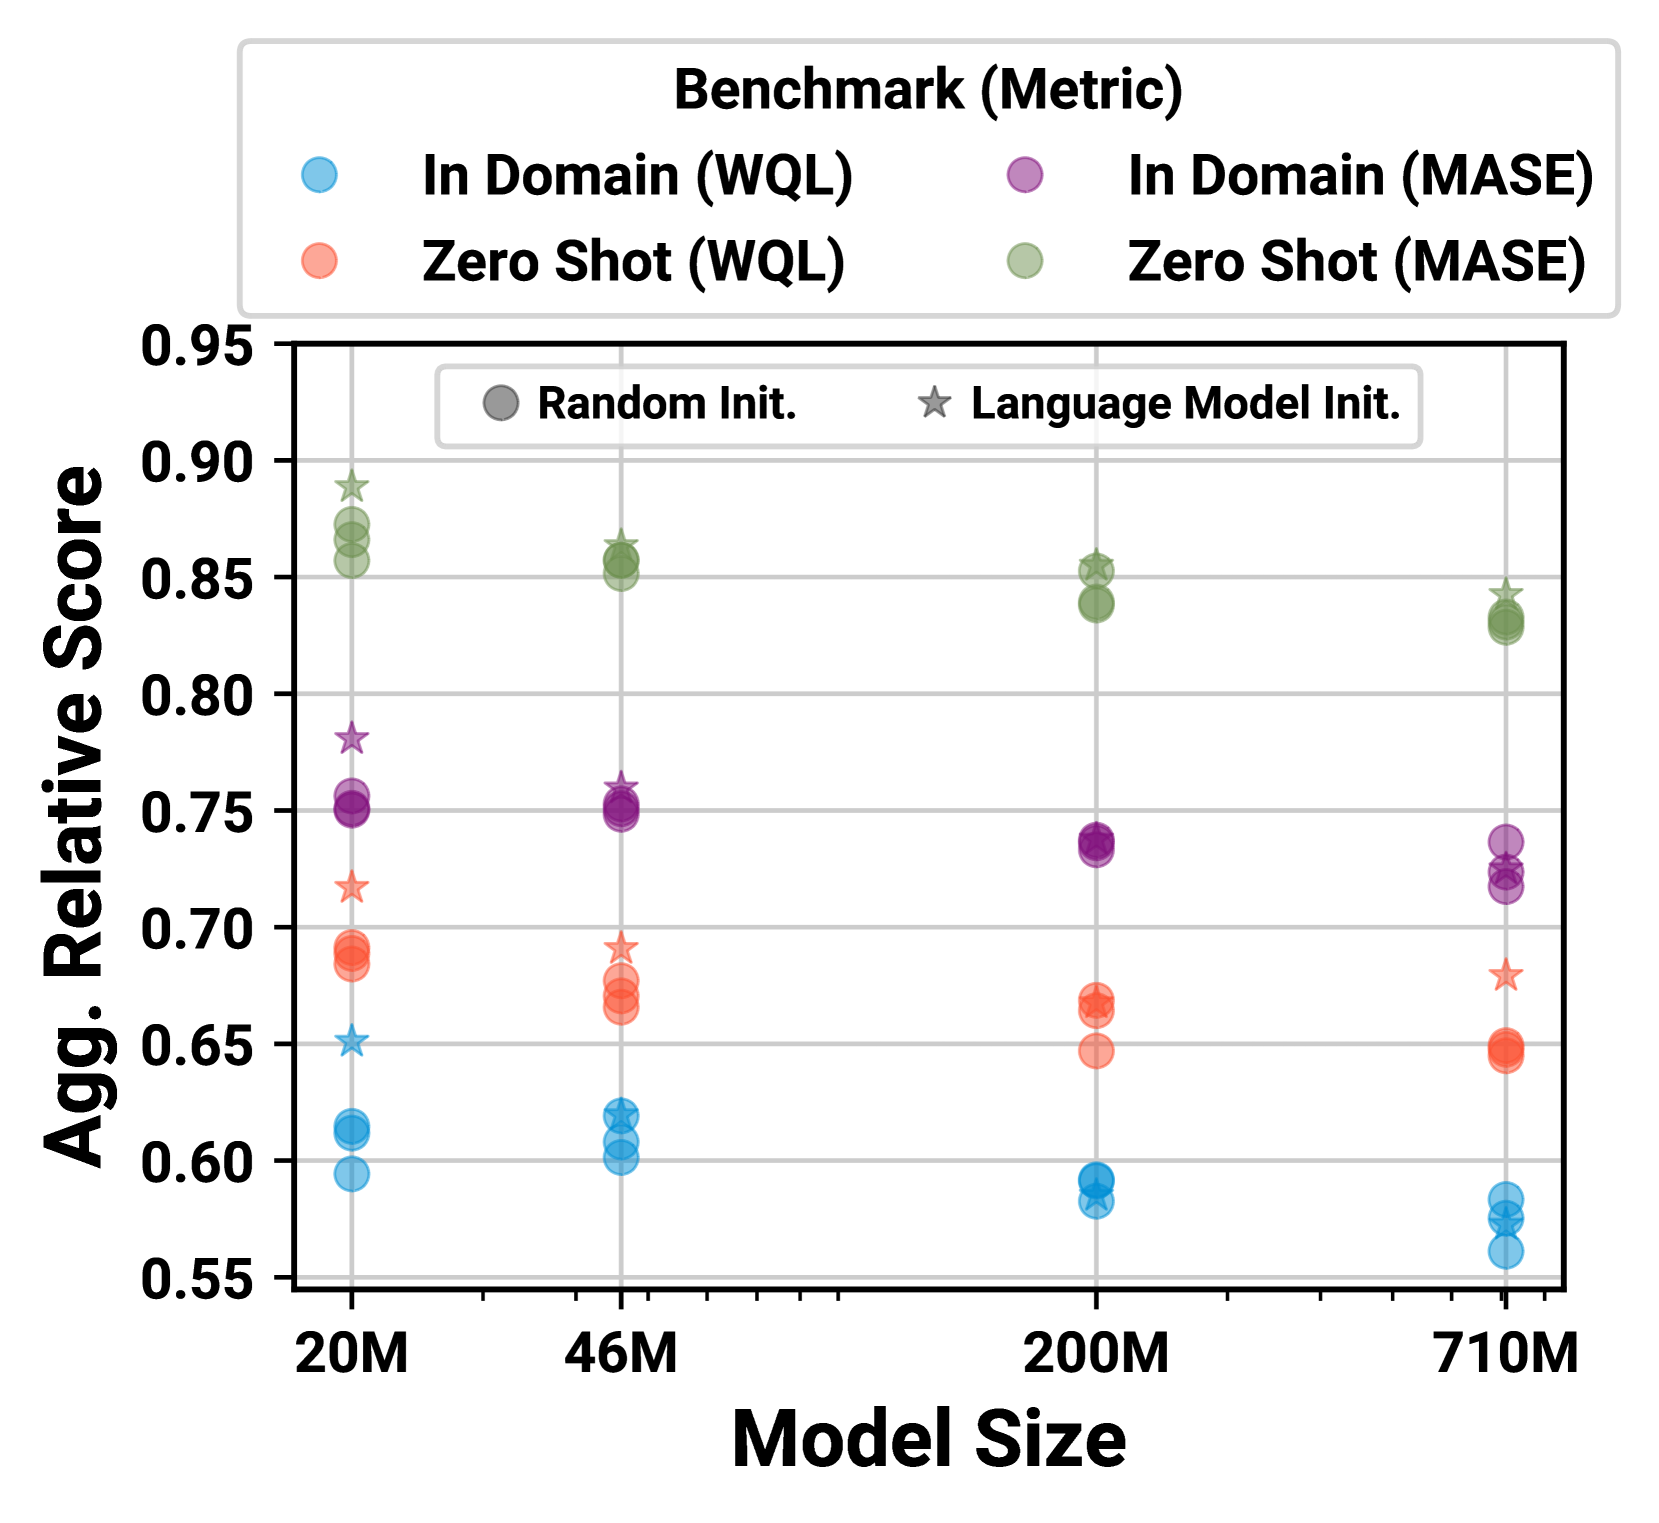 Benchmark (Metric)
In Domain (WQL)
In Domain (MASE)
Zero Shot (WQL)
Zero Shot (MASE)
Random Init.
Language Model Init.
Agg. Relative Score
0.95
0.90
0.85
0.80
0.75
0.70
0.65
0.60
0.55
20M
46M
200M
710M
Model Size